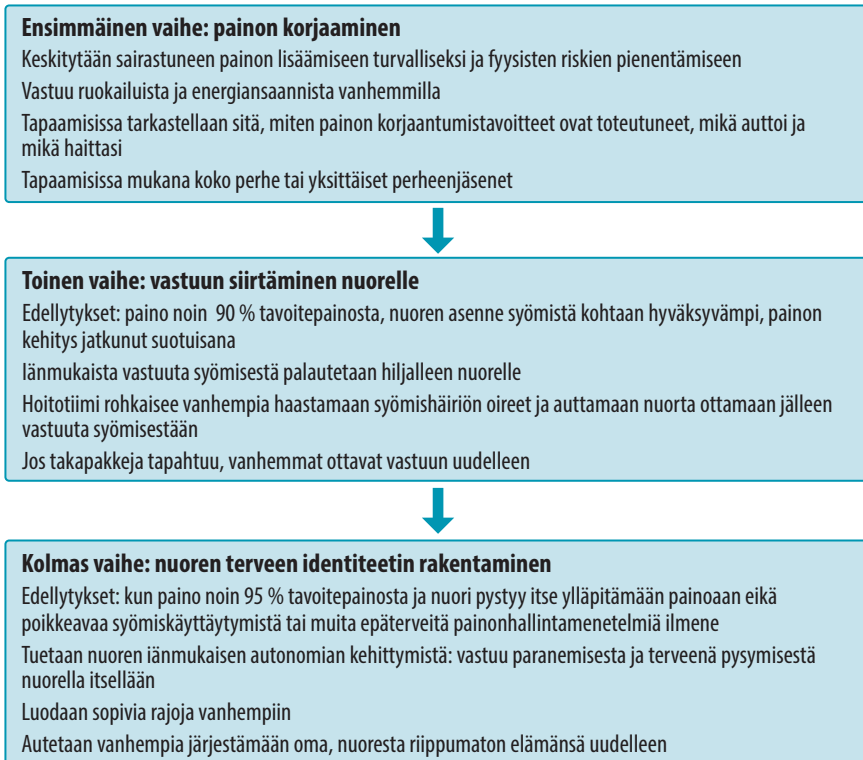 Ensimmäinen vaihe: painon korjaaminen
Keskitytään sairastuneen painon lisäämiseen turvalliseksi ja fyysisten riskien pienentämiseen
Vastuu ruokailuista ja energiansaannista vanhemmilla
Tapaamisissa tarkastellaan sitä, miten painon korjaantumistavoitteet ovat toteutuneet, mikä auttoi ja
mikä haittasi
Tapaamisissa mukana koko perhe tai yksittäiset perheenjäsenet
Toinen vaihe: vastuun siirtäminen nuorelle
Edellytykset: paino noin 90 % tavoitepainosta, nuoren asenne syömistä kohtaan hyväksyvämpi, painon
kehitys jatkunut suotuisana
Iänmukaista vastuuta syömisestä palautetaan hiljalleen nuorelle
Hoitotiimi rohkaisee vanhempia haastamaan syömishäiriön oireet ja auttamaan nuorta ottamaan jälleen
vastuuta syömisestään
Jos takapakkeja tapahtuu, vanhemmat ottavat vastuun uudelleen
Kolmas vaihe: nuoren terveen identiteetin rakentaminen
Edellytykset: kun paino noin 95 % tavoitepainosta ja nuori pystyy itse ylläpitämään painoaan eikä
poikkeavaa syömiskäyttäytymistä tai muita epäterveitä painonhallintamenetelmiä ilmene
Tuetaan nuoren iänmukaisen autonomian kehittymistä: vastuu paranemisesta ja terveenä pysymisestä
nuorella itsellään
Luodaan sopivia rajoja vanhempiin
Autetaan vanhempia järjestämään oma, nuoresta riippumaton elämänsä uudelleen